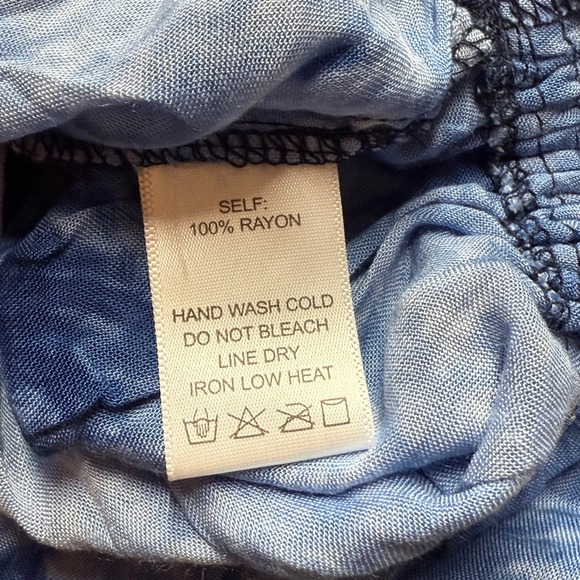 SELF:
100% RAYON
HAND WASH COLD
DO NOT BLEACH
LINE DRY
IRON LOW HEAT